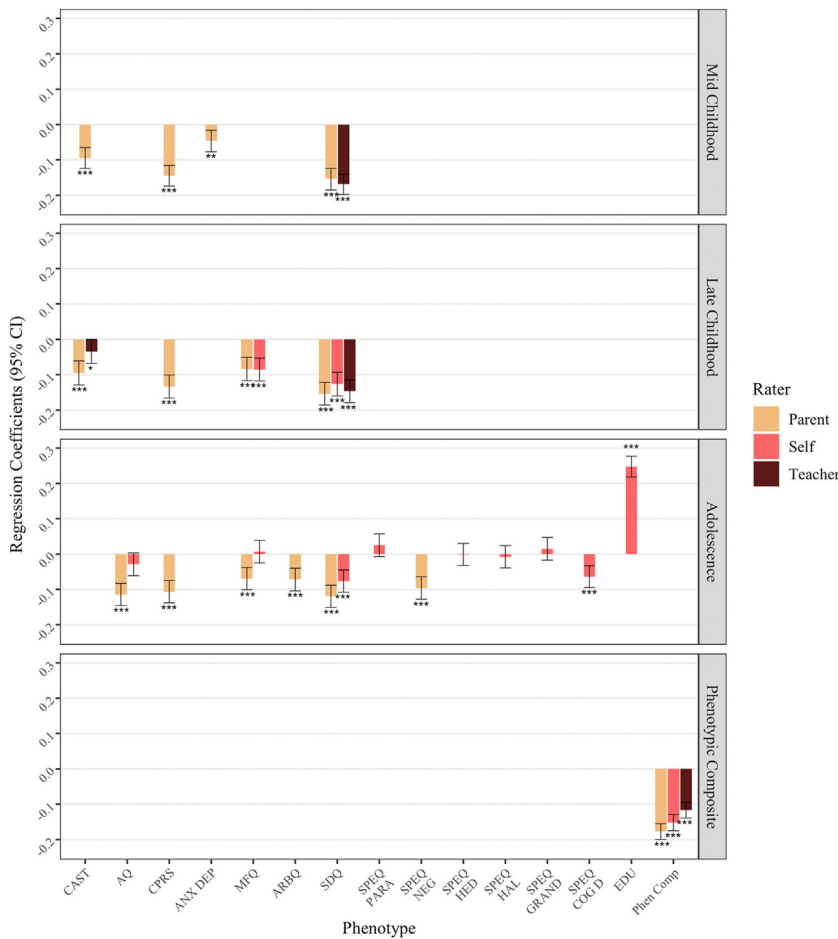 0.3
0.2
0.1
0.0
-0.1
-0.2
*** *** ** *** ***
Mid Childhood
0.3
0.2
0.1
0.0
-0.1
-0.2
*** * *** *** *** *** *** ***
Late Childhood
0.3
0.2
0.1
0.0
-0.1
-0.2
*** *** *** *** *** *** *** *** ***
Adolescence
0.3
0.2
0.1
0.0
-0.1
-0.2
*** *** ***
Phenotypic Composite
Regression Coefficients (95% CI)
CAST
AQ
CPRS
ANX DEP
MFQ
ARBQ
SDQ
SPEQ
PARA
SPEQ
NEG
SPEQ
HED
SPEQ
HAL
SPEQ
GRAND
SPEQ
COG D
EDU
Phen Comp
Phenotype
Rater
Parent
Self
Teacher